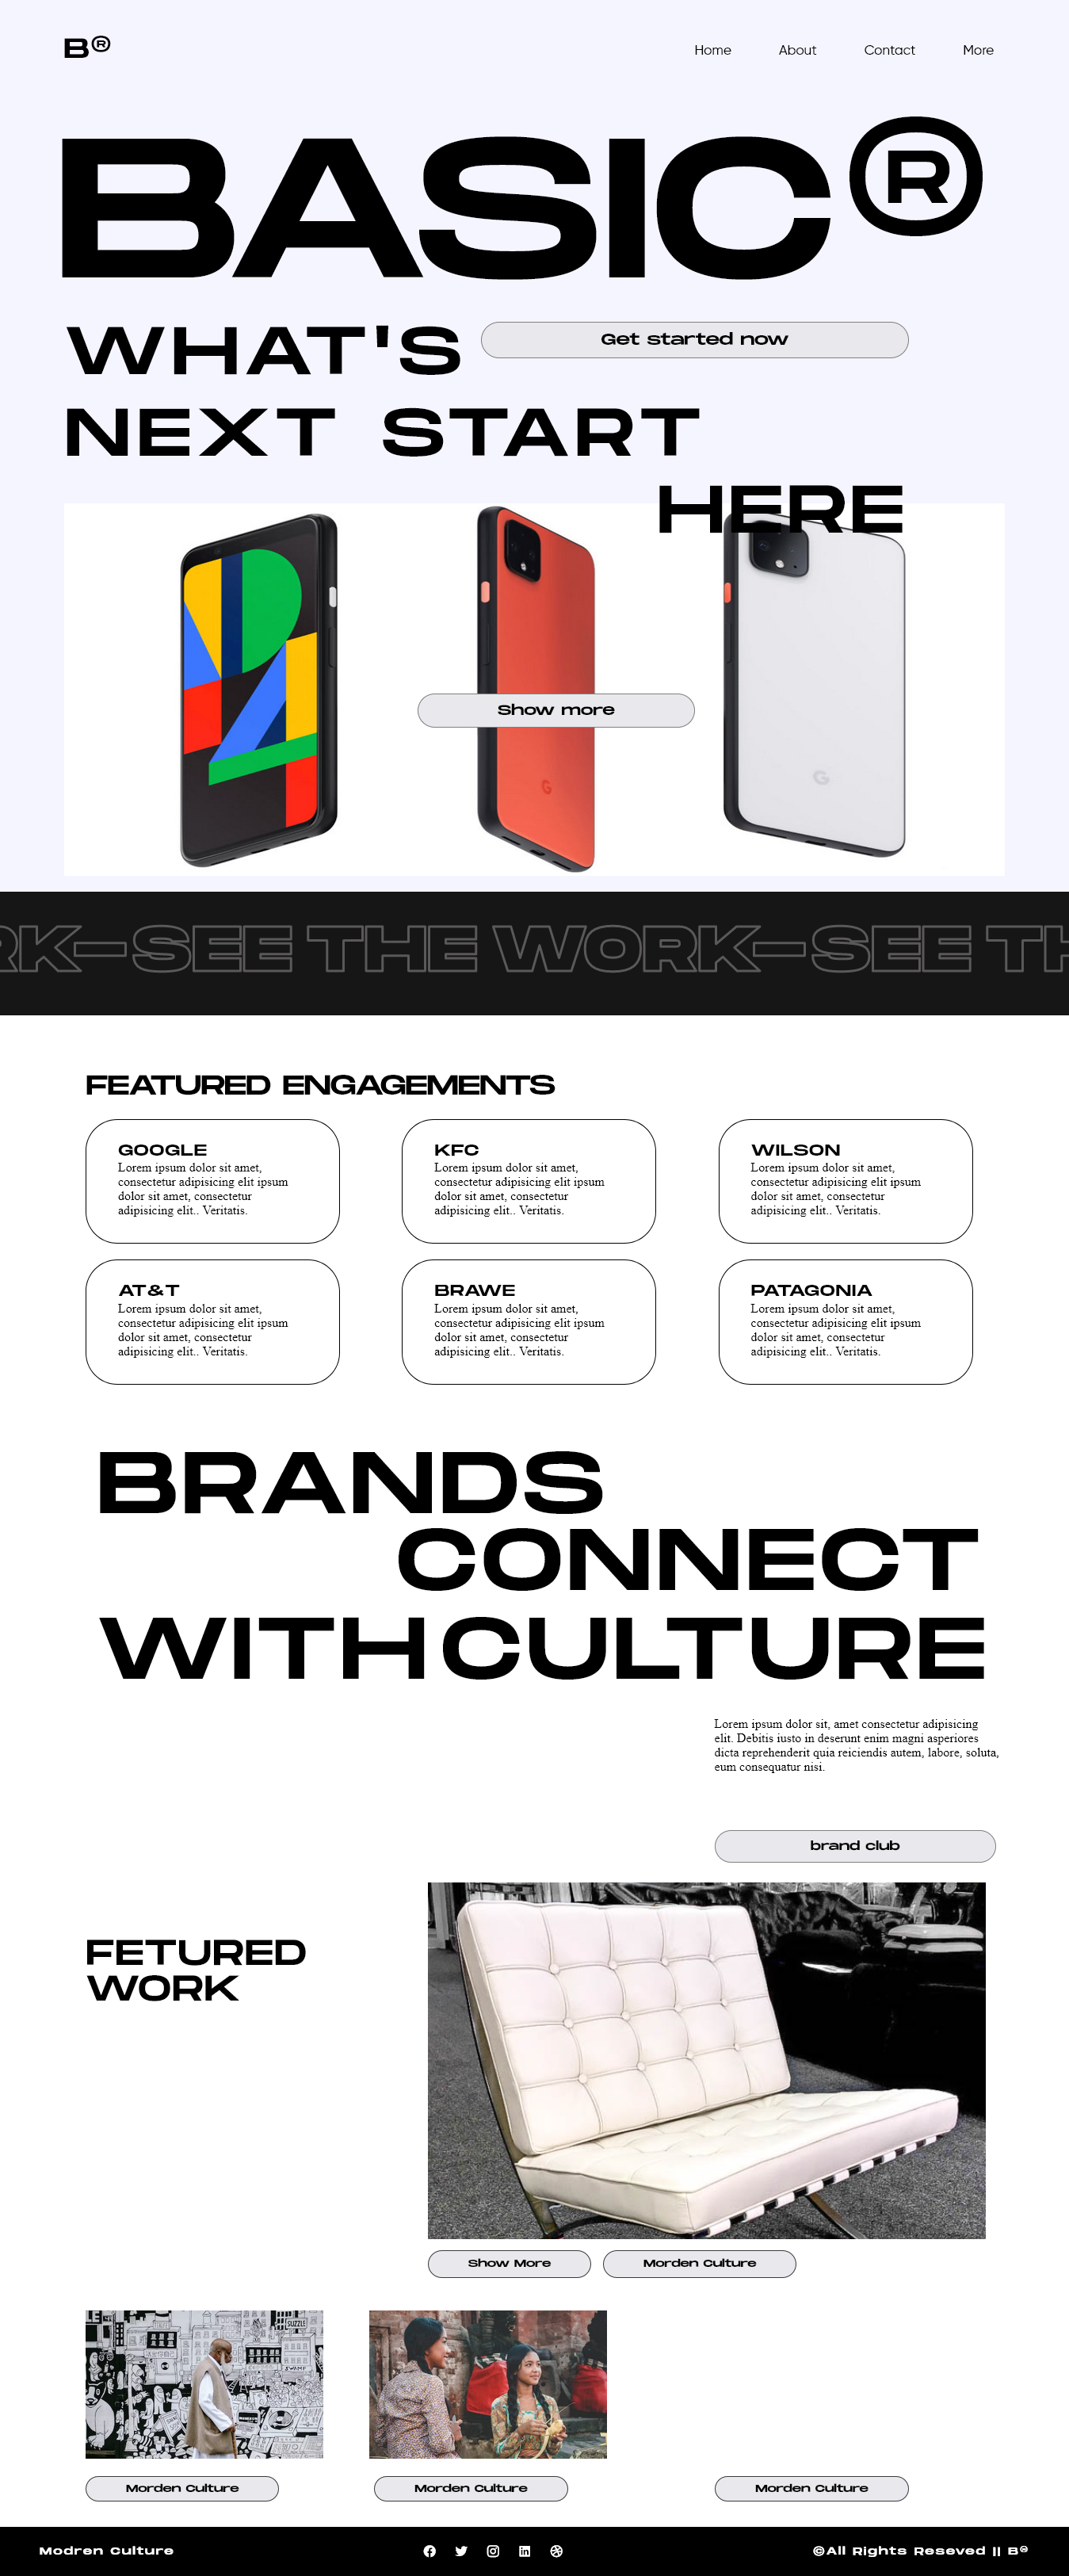 B®
Home About Contact More
BASIC®
WHAT'S
Get started now
NEXT START
HERE
Show more
RK—SEE THE WORK—SEE TH
FEATURED ENGAGEMENTS
GOOGLE
Lorem ipsum dolor sit amet,
consectetur adipisicing elit ipsum
dolor sit amet, consectetur
adipisicing elit.. Veritatis.
KFC
Lorem ipsum dolor sit amet,
consectetur adipisicing elit ipsum
dolor sit amet, consectetur
adipisicing elit.. Veritatis.
WILSON
Lorem ipsum dolor sit amet,
consectetur adipisicing elit ipsum
dolor sit amet, consectetur
adipisicing elit.. Veritatis.
AT&T
Lorem ipsum dolor sit amet,
consectetur adipisicing elit ipsum
dolor sit amet, consectetur
adipisicing elit.. Veritatis.
BRAWE
Lorem ipsum dolor sit amet,
consectetur adipisicing elit ipsum
dolor sit amet, consectetur
adipisicing elit.. Veritatis.
PATAGONIA
Lorem ipsum dolor sit amet,
consectetur adipisicing elit ipsum
dolor sit amet, consectetur
adipisicing elit.. Veritatis.
BRANDS
CONNECT
WITH CULTURE
Lorem ipsum dolor sit, amet consectetur adipisicing
elit. Debitis iusto in deserunt enim magni asperiores
dicta reprehenderit quia reiciendis autem, labore, soluta,
eum consequatur nisi.
brand club
FETURED
WORK
Show More
Morden Culture
SUZZLE
SWAMP
Morden Culture
Morden Culture
Morden Culture
Modren Culture
©All Rights Reseved || B®